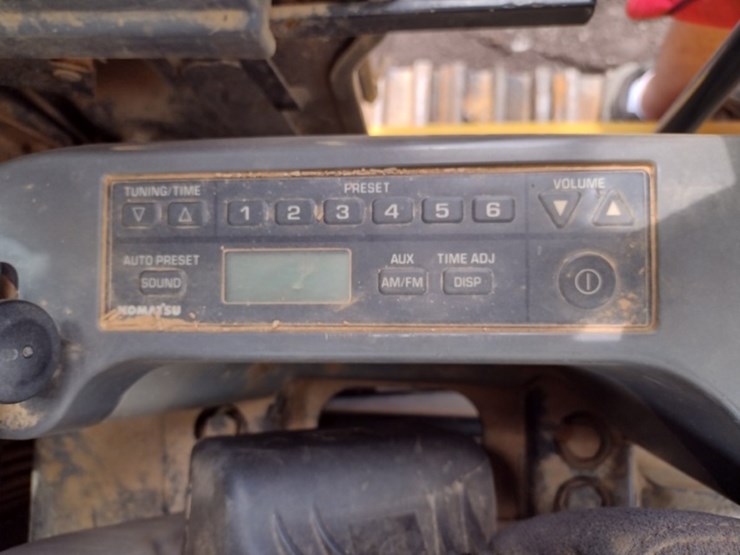 TUNING/TIME PRESET VOLUME
1 2 3 4 5 6
AUTO PRESET AUX TIME ADJ
SOUND AM/FM DISP
KOMATSU